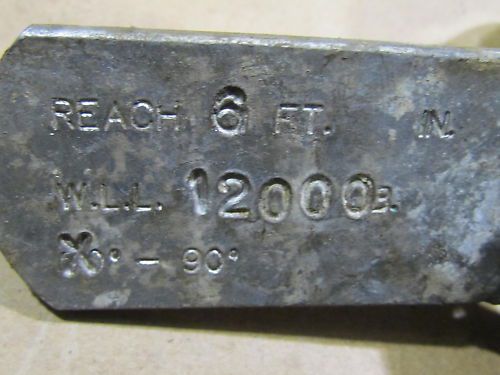 REACH 6 FT. IN.
W.L.L. 12000
° - 90°